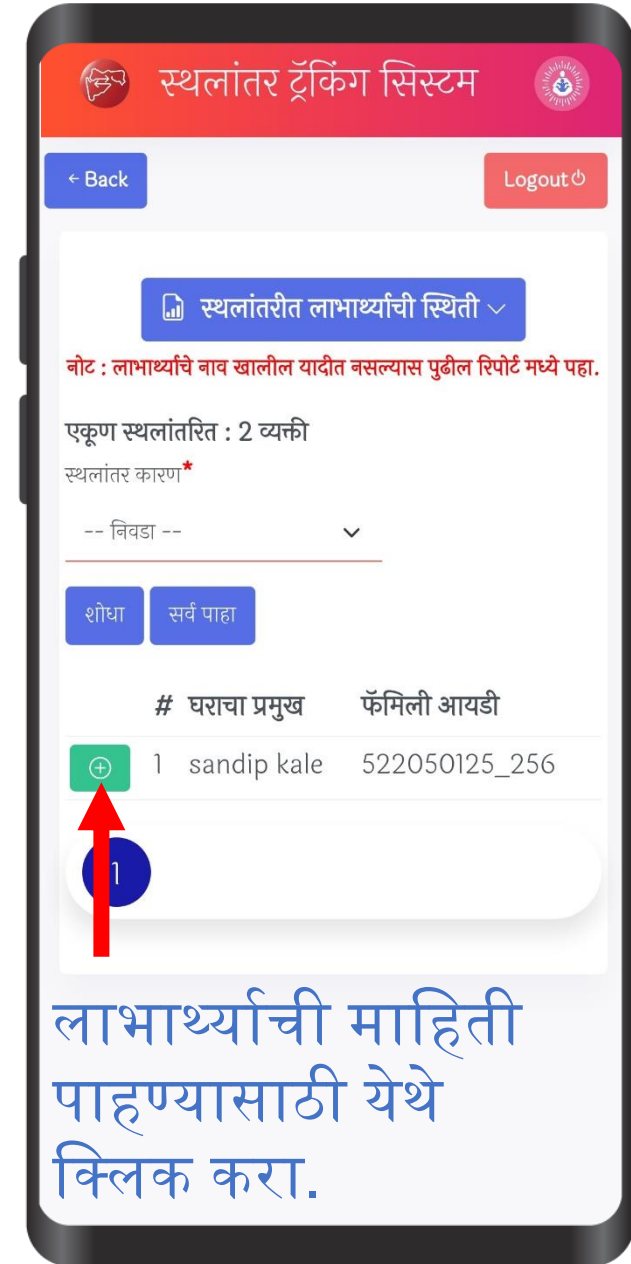 स्थलांतर ट्रॅकिंग सिस्टम
← Back
Logout
स्थलांतरीत लाभार्थ्याची स्थिती
नोट : लाभार्थ्याचे नाव खालील यादीत नसल्यास पुढील रिपोर्ट मध्ये पहा.
एकूण स्थलांतरित : 2 व्यक्ती
स्थलांतर कारण*
-- निवडा --
शोधा सर्व पाहा
# घराचा प्रमुख फॅमिली आयडी
1 sandip kale 522050125_256
1
लाभार्थ्याची माहिती
पाहण्यासाठी येथे
क्लिक करा.